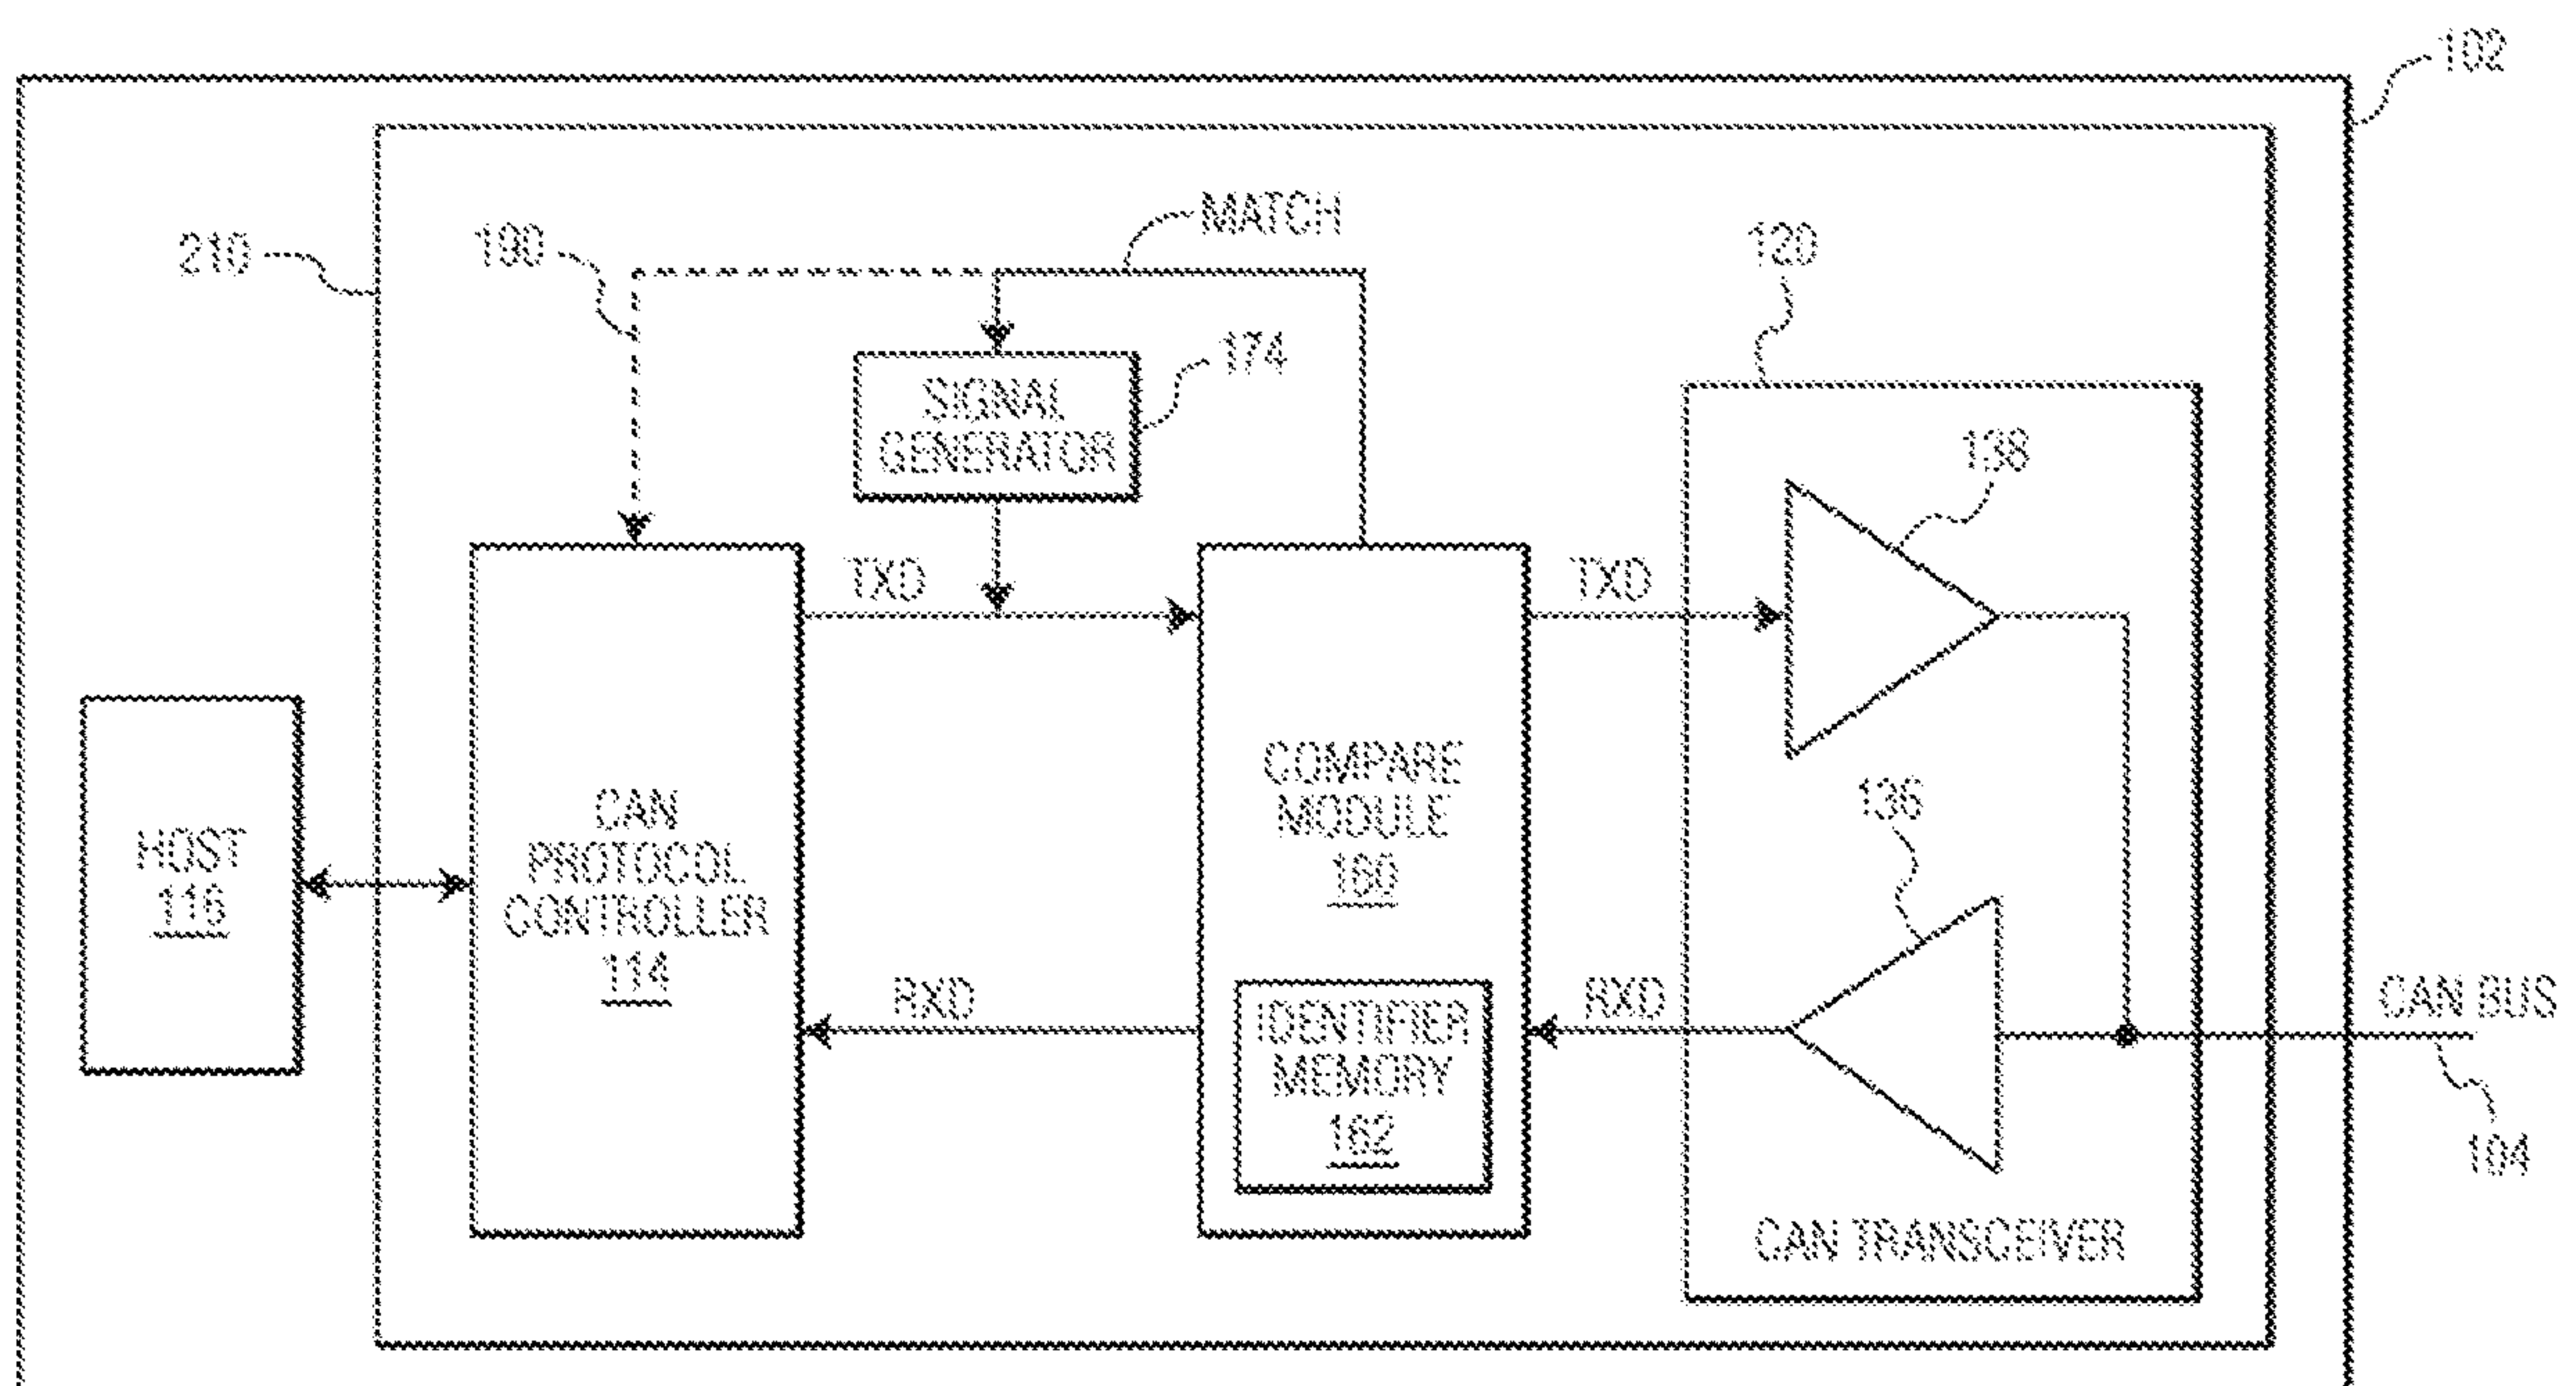 102
MATCH
210
190
120
174
SIGNAL
GENERATOR
138
TXD
TXD
COMPARE
MODULE
160
136
CAN
PROTOCOL
CONTROLLER
114
HOST
116
RXD
RXD
CAN BUS
IDENTIFIER
MEMORY
162
104
CAN TRANSCEIVER